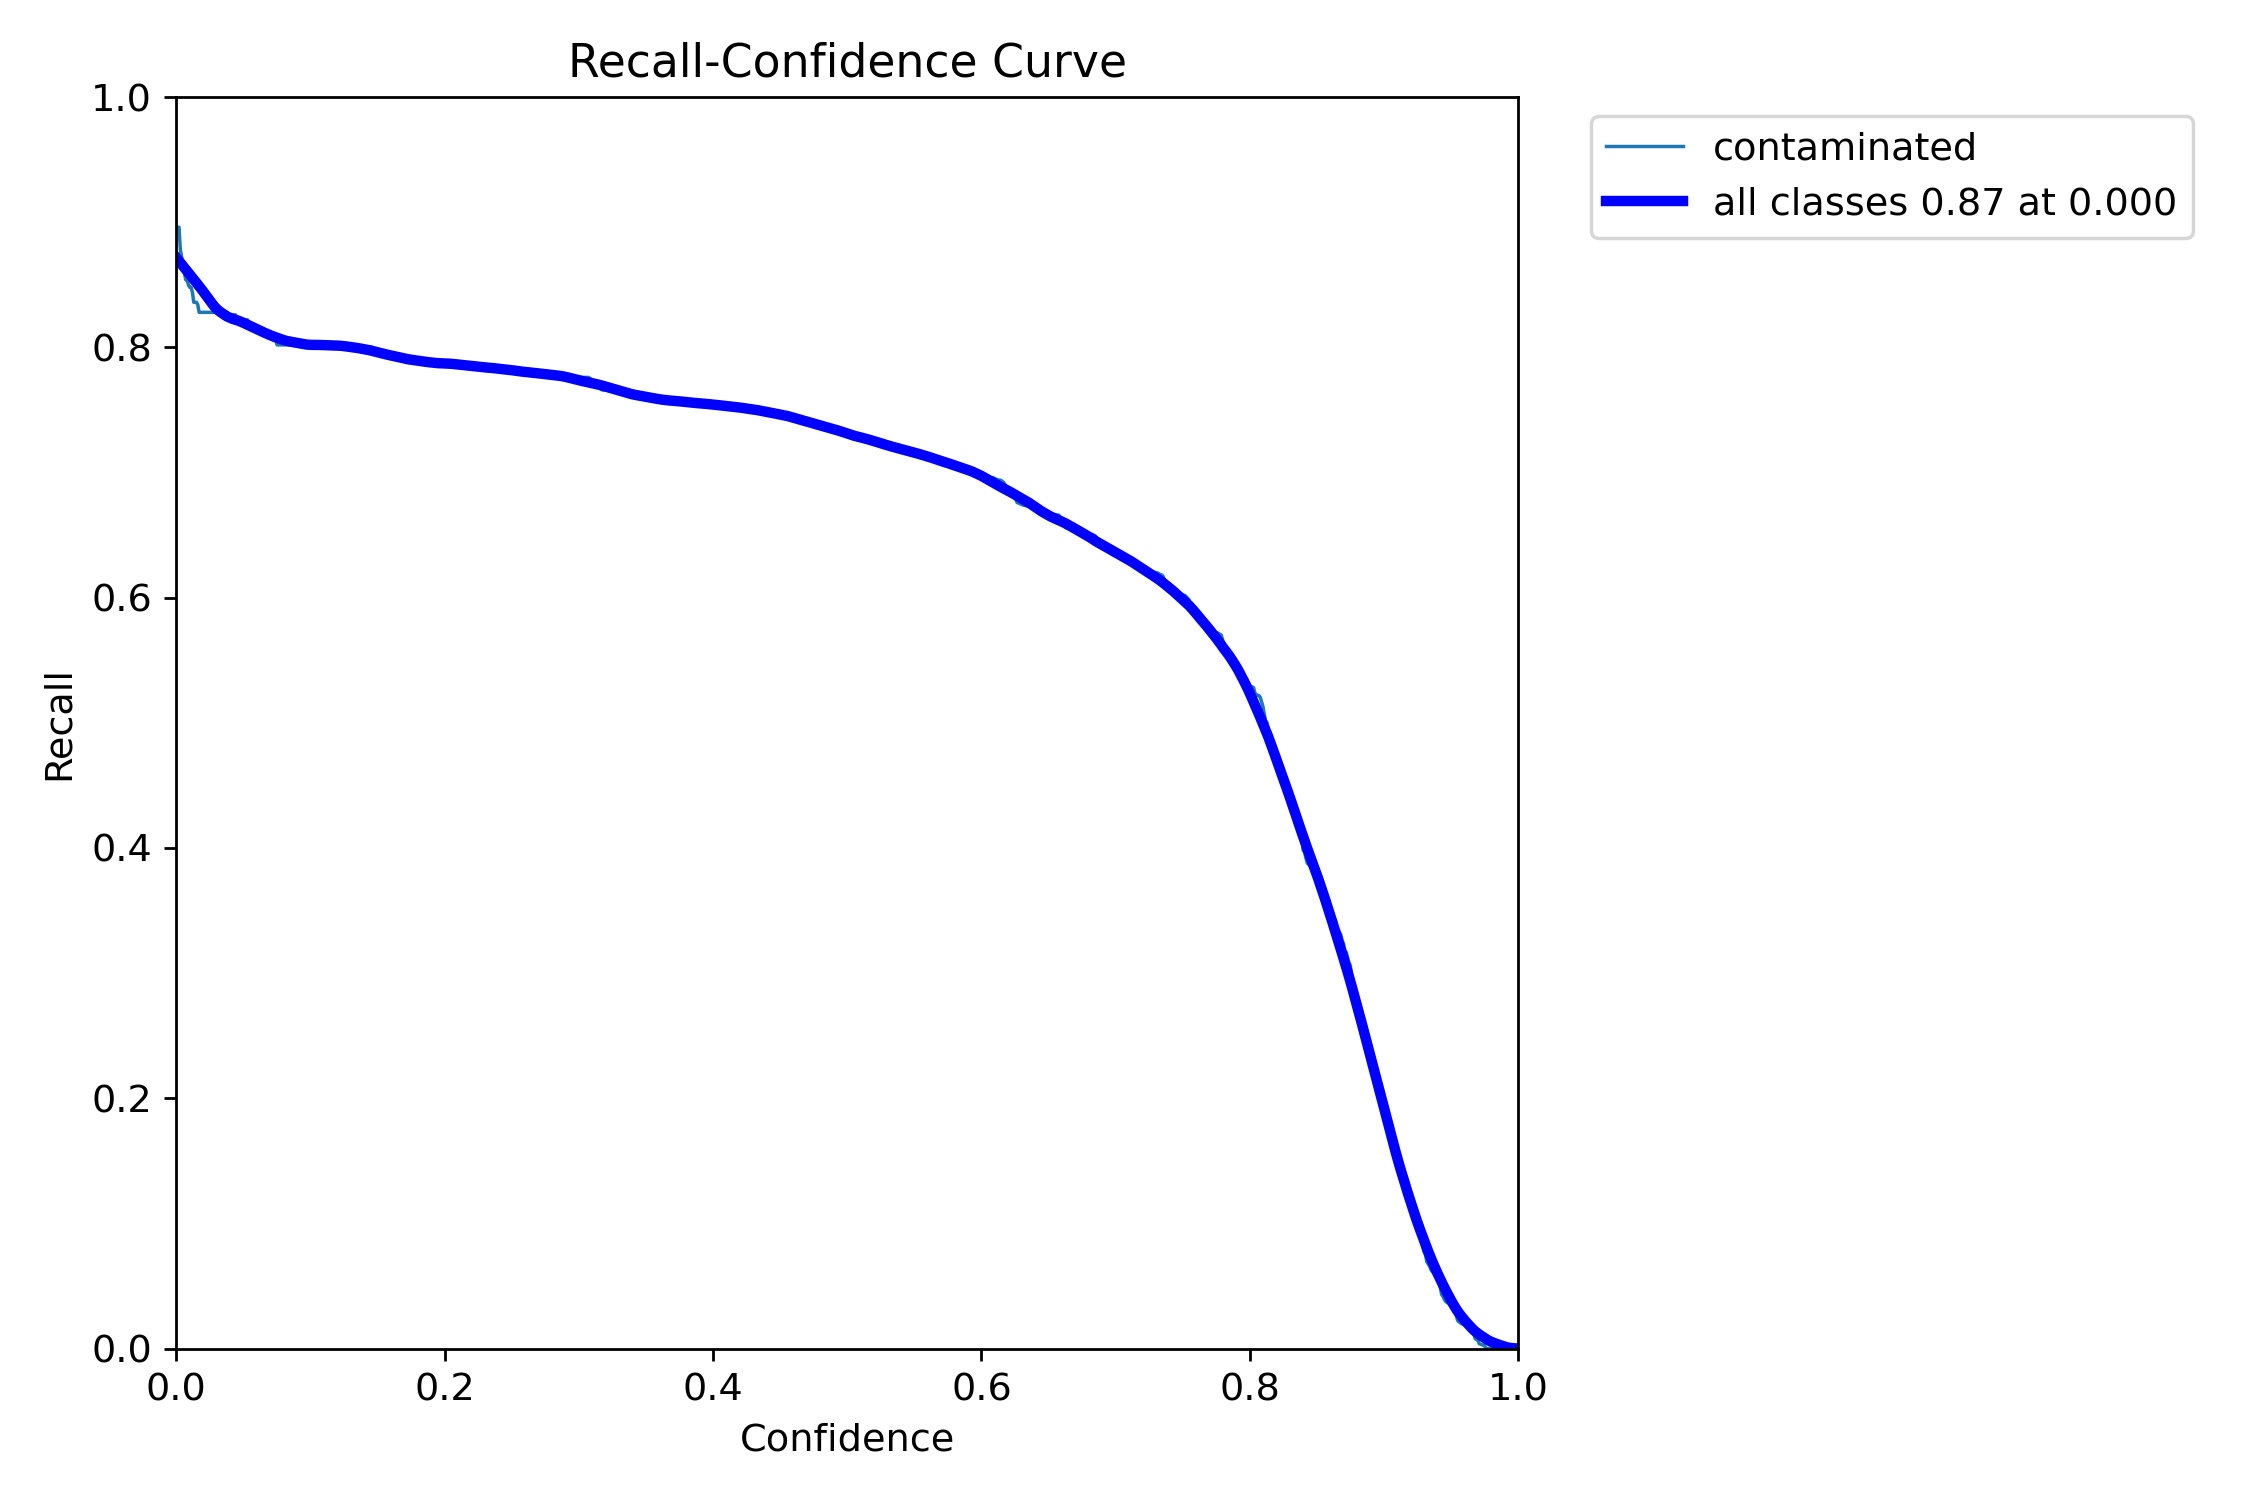 Recall-Confidence Curve
contaminated
all classes 0.87 at 0.000
Recall
1.0
0.8
0.6
0.4
0.2
0.0
0.0 0.2 0.4 0.6 0.8 1.0
Confidence